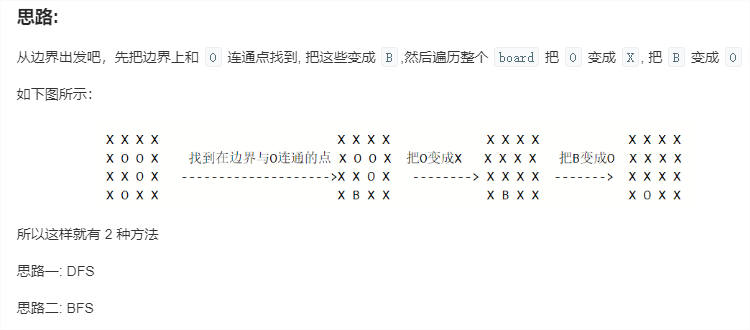 思路:
从边界出发吧，先把边界上和 O 连通点找到, 把这些变成 B ,然后遍历整个 board 把 O 变成 X , 把 B 变成 O
如下图所示：
X X X X X X X X X X X X X X X X
X O O X 找到在边界与O连通的点 X O O X 把O变成X X X X X 把B变成O X X X X
X X O X --------------------->X X O X --------> X X X X -------> X X X X
X O X X X B X X X B X X X O X X
所以这样就有 2 种方法
思路一: DFS
思路二: BFS